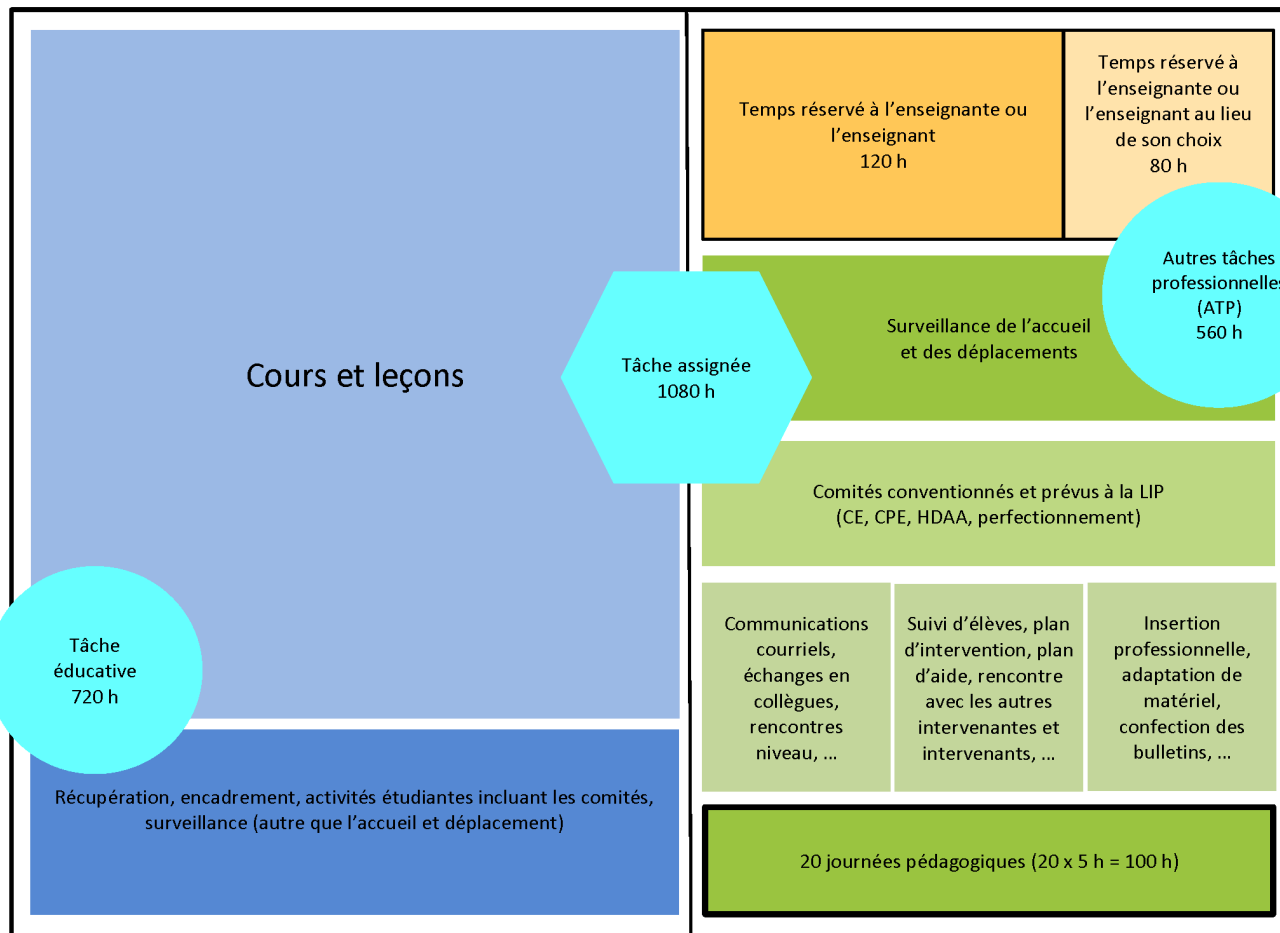 Cours et leçons
Tâche
éducative
720 h
Récupération, encadrement, activités étudiantes incluant les comités,
surveillance (autre que l’accueil et déplacement)
Tâche assignée
1080 h
Temps réservé à l’enseignante ou
l’enseignant
120 h
Temps réservé à
l’enseignante ou
l’enseignant au lieu
de son choix
80 h
Autres tâches
professionnelles
(ATP)
560 h
Surveillance de l’accueil
et des déplacements
Comités conventionnés et prévus à la LIP
(CE, CPE, HDAA, perfectionnement)
Communications
courriels,
échanges en
collègues,
rencontres
niveau, ...
Suivi d’élèves, plan
d’intervention, plan
d’aide, rencontre
avec les autres
intervenantes et
intervenants, ...
Insertion
professionnelle,
adaptation de
matériel,
confection des
bulletins, ...
20 journées pédagogiques (20 x 5 h = 100 h)